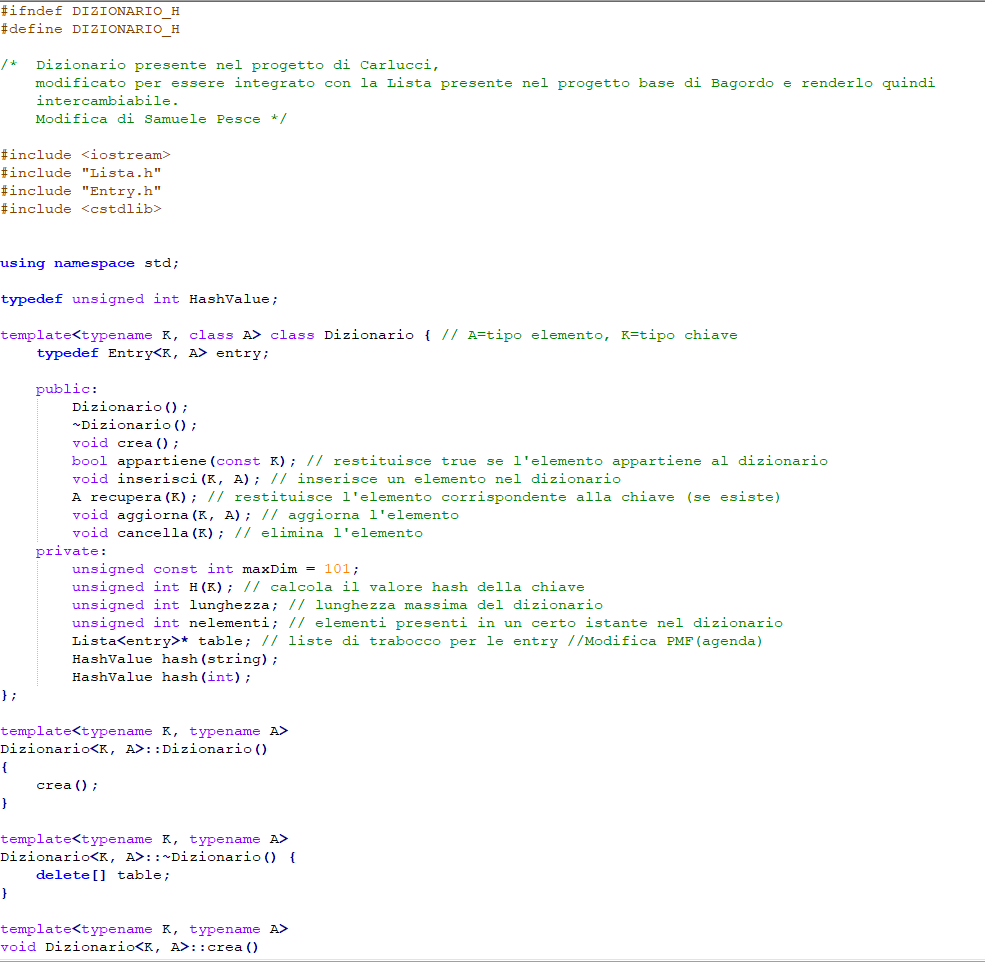 #ifndef DIZIONARIO_H
#define DIZIONARIO_H
/*  Dizionario presente nel progetto di Carlucci,
    modificato per essere integrato con la Lista presente nel progetto base di Bagordo e renderlo quindi
    intercambiabile.
    Modifica di Samuele Pesce */
#include <iostream>
#include "Lista.h"
#include "Entry.h"
#include <cstdlib>
using namespace std;
typedef unsigned int HashValue;
template<typename K, class A> class Dizionario { // A=tipo elemento, K=tipo chiave
    typedef Entry<K, A> entry;
    public:
        Dizionario();
        ~Dizionario();
        void crea();
        bool appartiene(const K); // restituisce true se l'elemento appartiene al dizionario
        void inserisci(K, A); // inserisce un elemento nel dizionario
        A recupera(K); // restituisce l'elemento corrispondente alla chiave (se esiste)
        void aggiorna(K, A); // aggiorna l'elemento
        void cancella(K); // elimina l'elemento
    private:
        unsigned const int maxDim = 101;
        unsigned int H(K); // calcola il valore hash della chiave
        unsigned int lunghezza; // lunghezza massima del dizionario
        unsigned int nelementi; // elementi presenti in un certo istante nel dizionario
        Lista<entry>* table; // liste di trabocco per le entry //Modifica PMF(agenda)
        HashValue hash(string);
        HashValue hash(int);
};
template<typename K, typename A>
Dizionario<K, A>::Dizionario()
{
    crea();
}
template<typename K, typename A>
Dizionario<K, A>::~Dizionario() {
    delete[] table;
}
template<typename K, typename A>
void Dizionario<K, A>::crea()